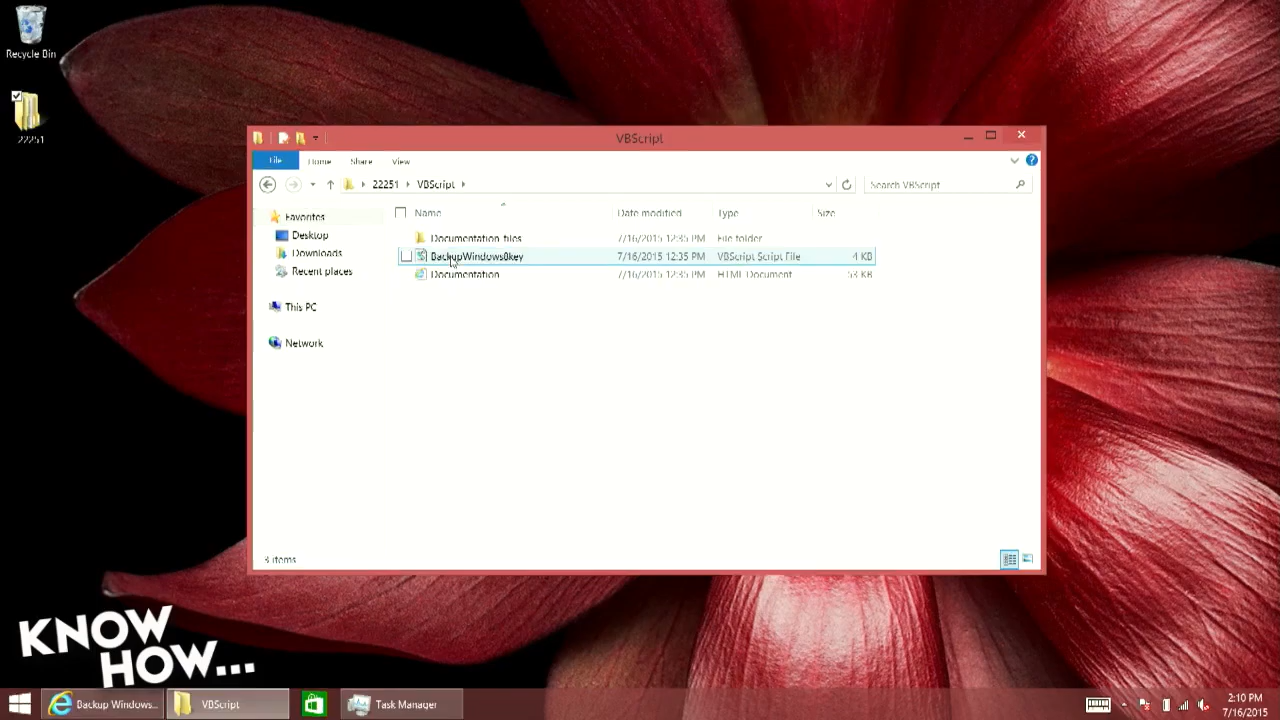 Recycle Bin
22251
VBScript
File
Home
Share
View
22251
VBScript
Search VBScript
Favorites
Desktop
Downloads
Recent places
This PC
Network
Name
Date modified
Type
Size
Documentation_files
7/16/2015 12:35 PM
File folder
BackupWindows8key
7/16/2015 12:35 PM
VBScript Script File
4 KB
Documentation
7/16/2015 12:35 PM
HTML Document
53 KB
3 items
KNOW
HOW...
Backup Windows...
VBScript
Task Manager
2:10 PM
7/16/2015